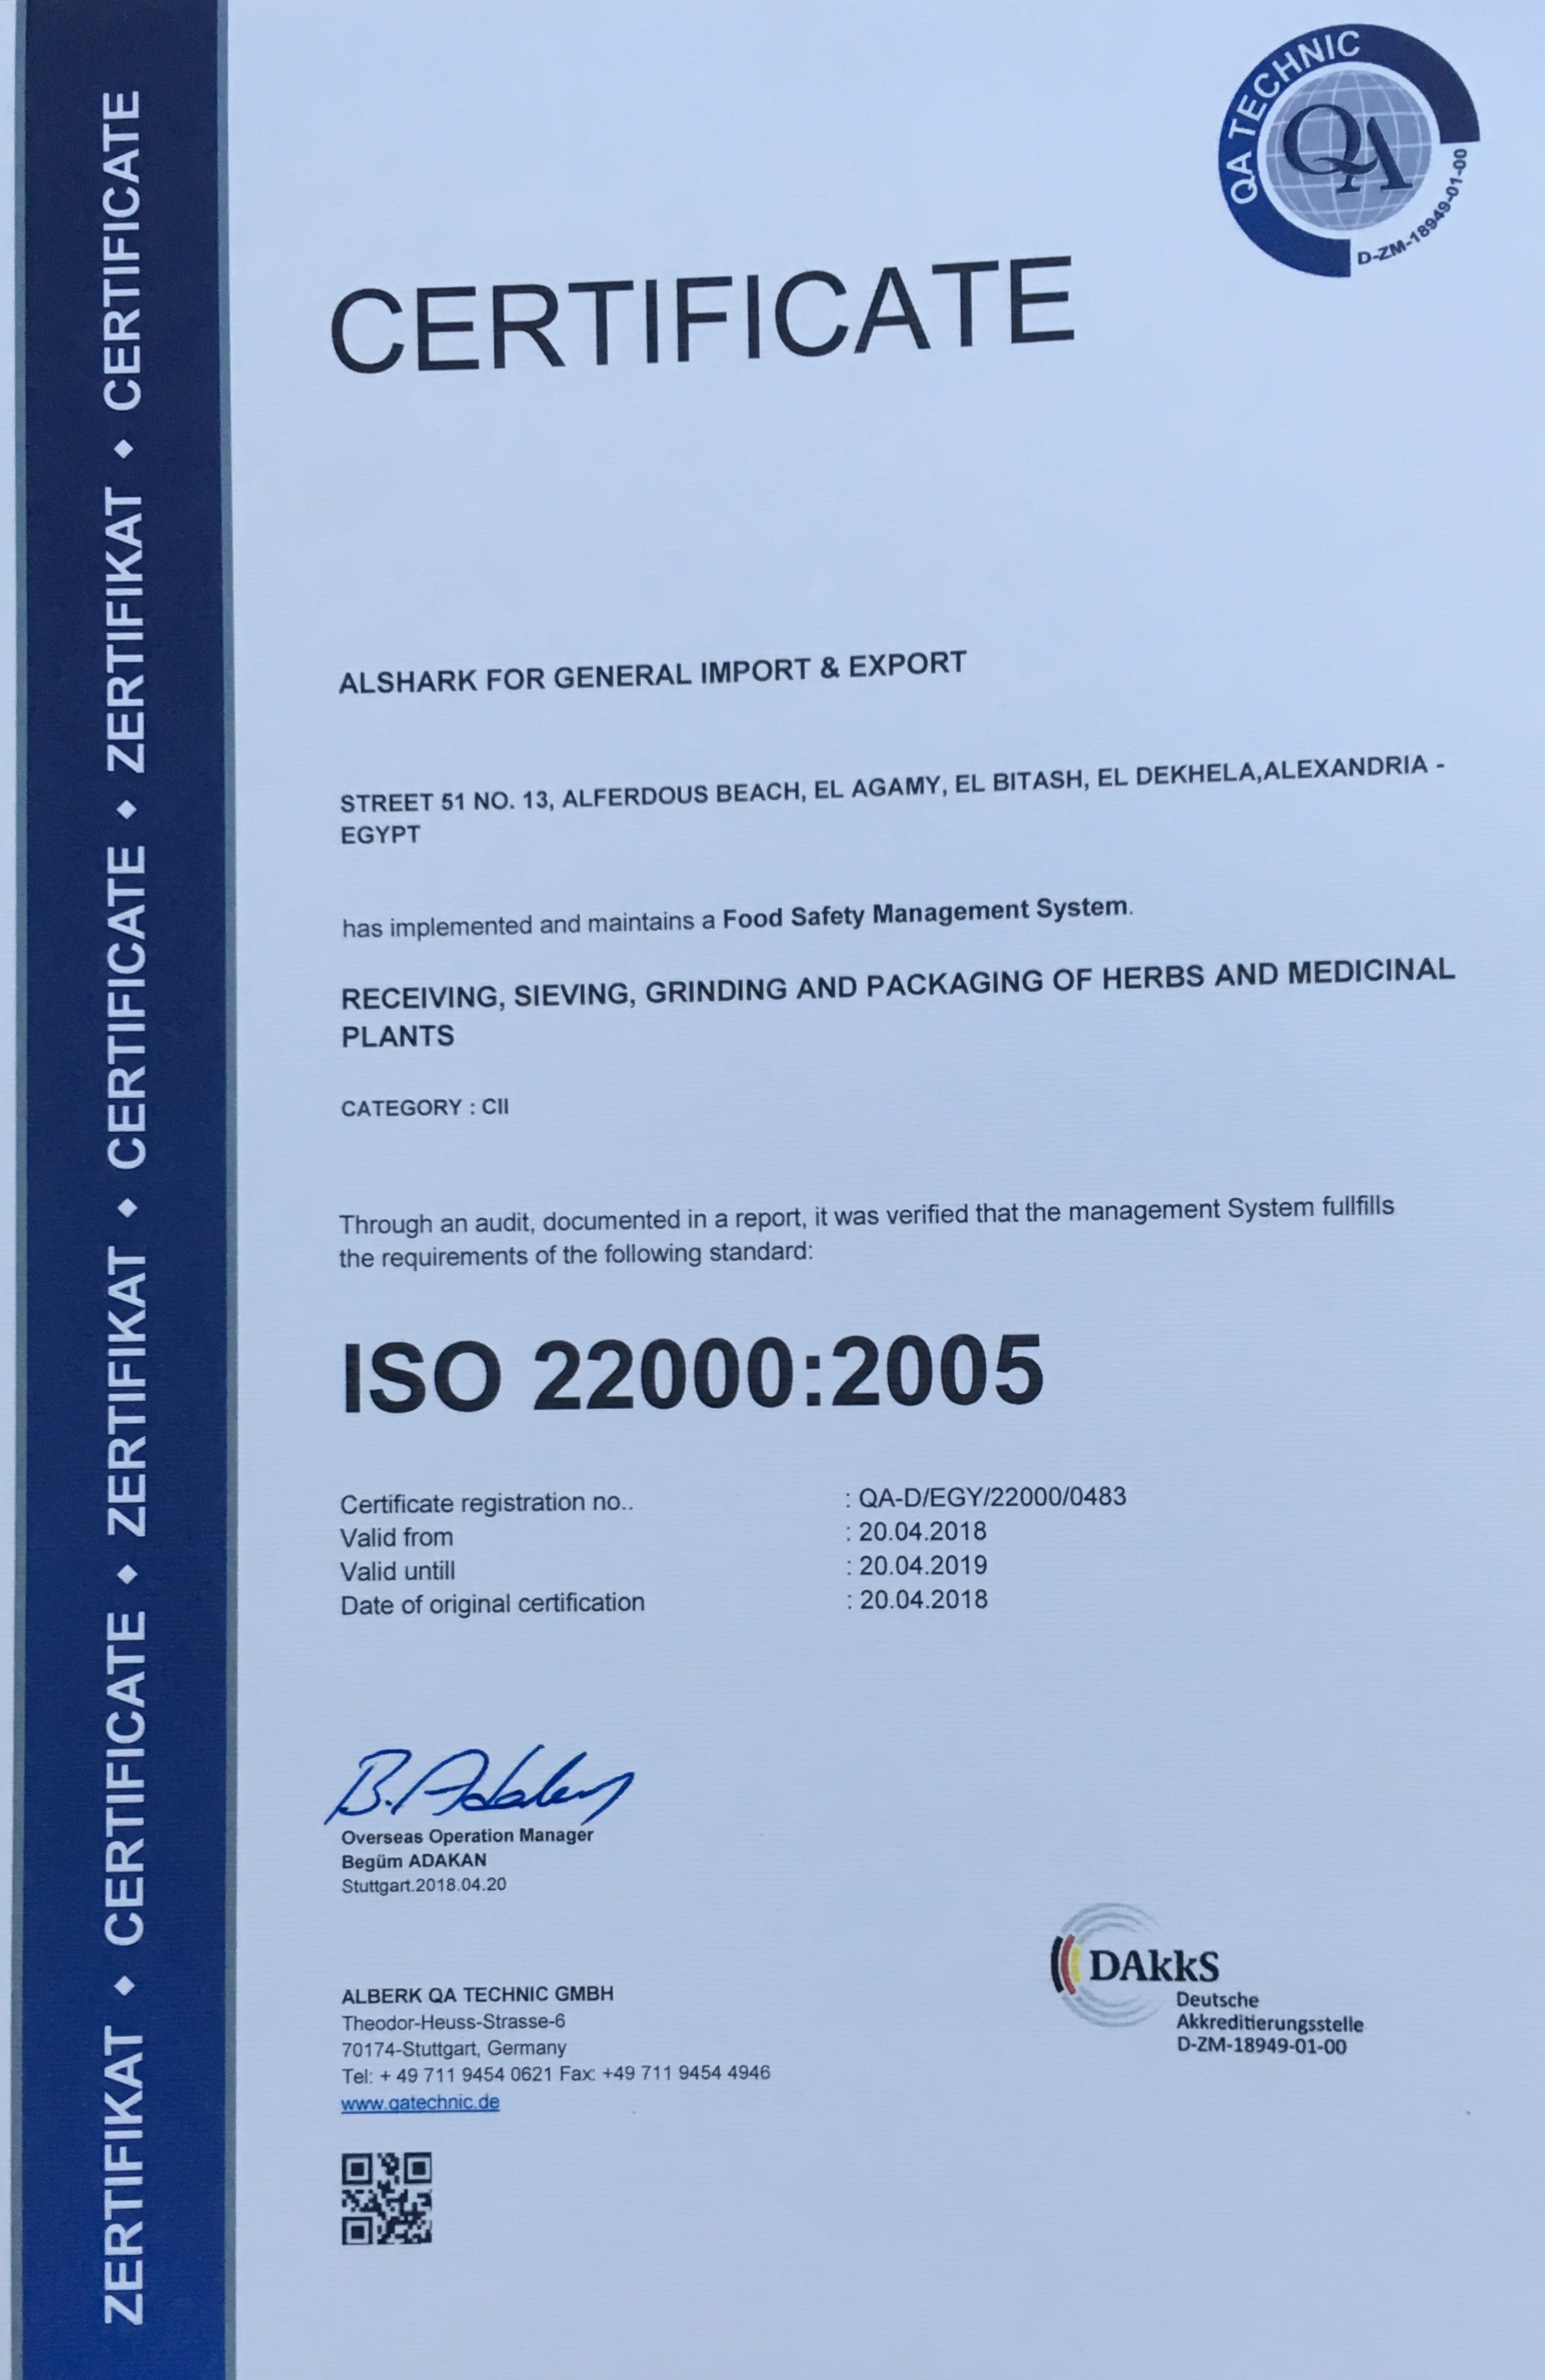 QA TECHNIC
QA
D-ZM-18949-01-00
CERTIFICATE
ZERTIFIKAT ◆ CERTIFICATE ◆ ZERTIFIKAT ◆ CERTIFICATE ◆ ZERTIFIKAT ◆ CERTIFICATE
ALSHARK FOR GENERAL IMPORT & EXPORT
STREET 51 NO. 13, ALFERDOUS BEACH, EL AGAMY, EL BITASH, EL DEKHELA,ALEXANDRIA -
EGYPT
has implemented and maintains a Food Safety Management System.
RECEIVING, SIEVING, GRINDING AND PACKAGING OF HERBS AND MEDICINAL
PLANTS
CATEGORY : CII
Through an audit, documented in a report, it was verified that the management System fullfills
the requirements of the following standard:
ISO 22000:2005
Certificate registration no.. : QA-D/EGY/22000/0483
Valid from : 20.04.2018
Valid untill : 20.04.2019
Date of original certification : 20.04.2018
B. Adakan
Overseas Operation Manager
Begüm ADAKAN
Stuttgart.2018.04.20
ALBERK QA TECHNIC GMBH
Theodor-Heuss-Strasse-6
70174-Stuttgart, Germany
Tel: + 49 711 9454 0621 Fax: +49 711 9454 4946
www.qatechnic.de
DAkkS
Deutsche
Akkreditierungsstelle
D-ZM-18949-01-00